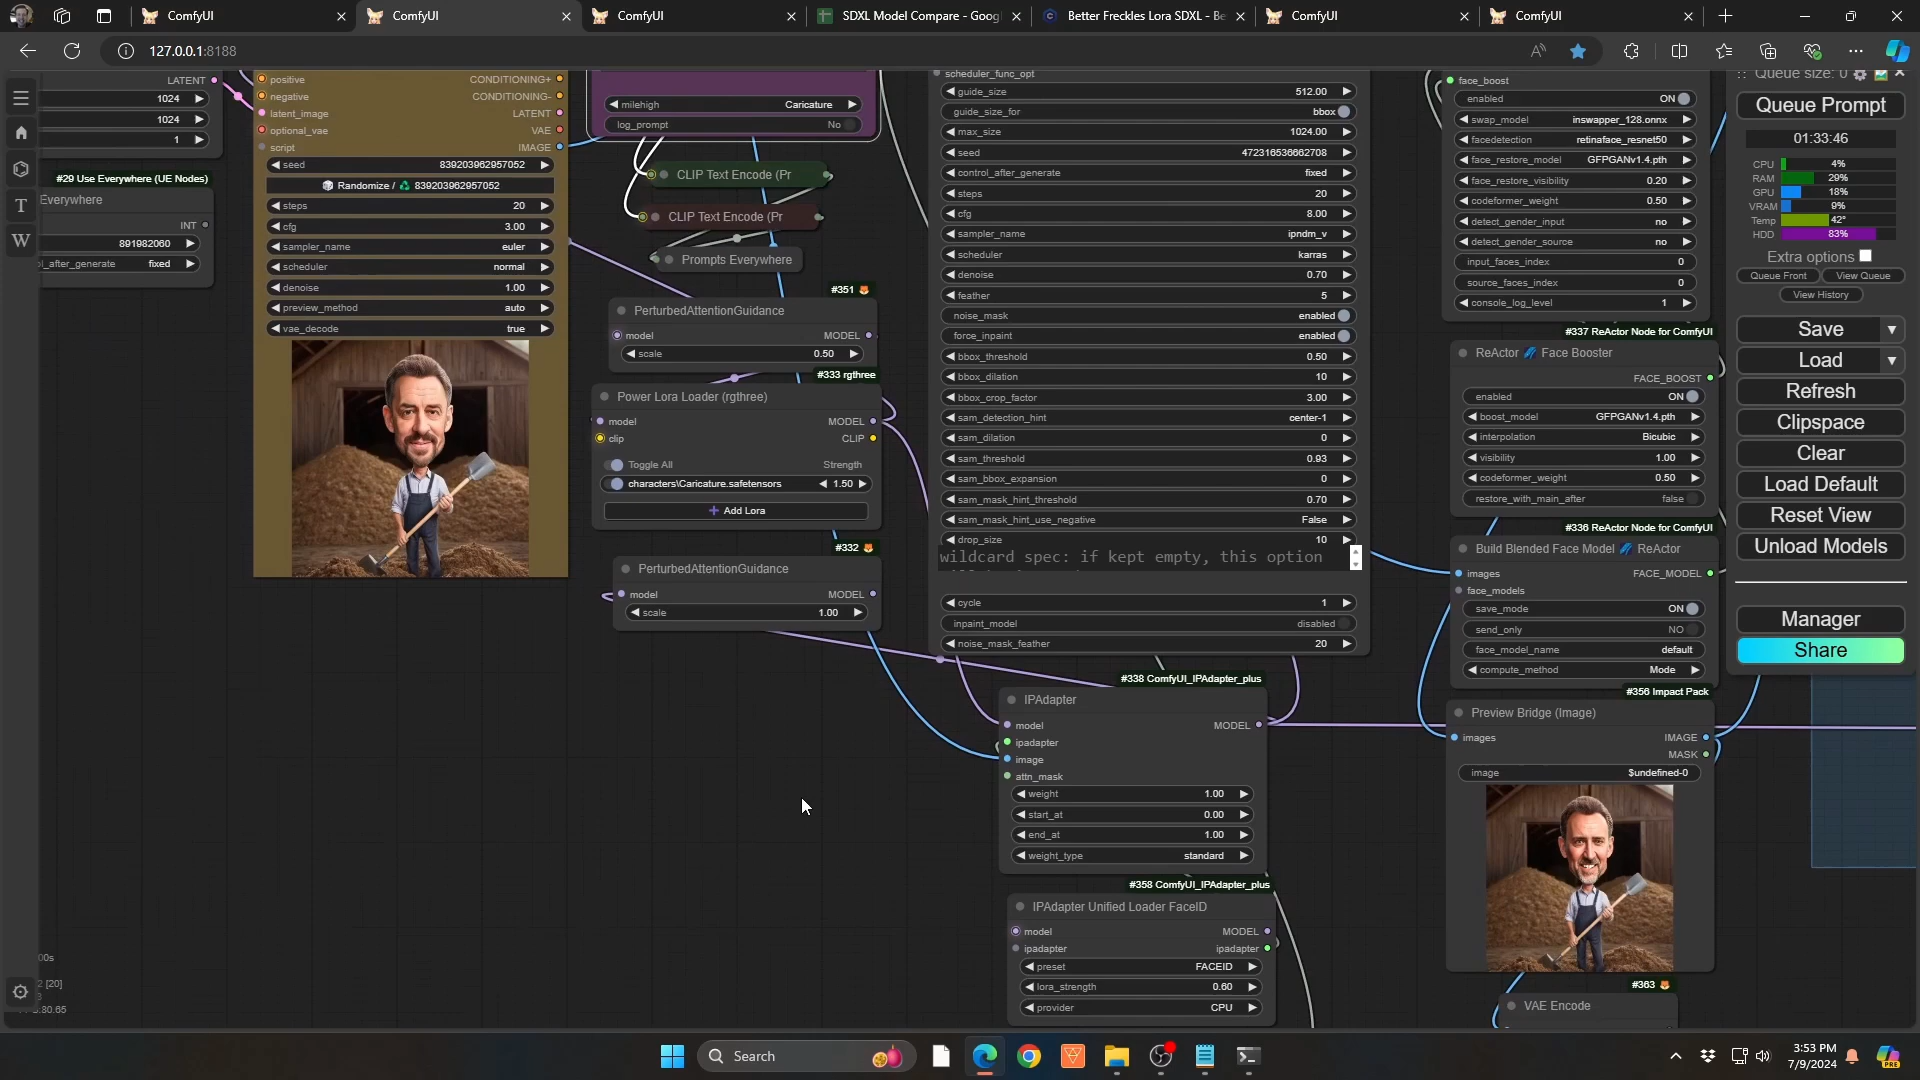 ComfyUI
ComfyUI
ComfyUI
SDXL Model Compare - Goog
Better Freckles Lora SDXL - Be
ComfyUI
ComfyUI
127.0.0.1:8188
LATENT
1024
1024
1
#29 Use Everywhere (UE Nodes)
Everywhere
INT
891982060
ol_after_generate fixed
positive CONDITIONING+
negative CONDITIONING-
latent_image LATENT
optional_vae VAE
script IMAGE
seed 839203962957052
Randomize / 839203962957052
steps 20
cfg 3.00
sampler_name euler
scheduler normal
denoise 1.00
preview_method auto
vae_decode true
milehigh Caricature
log_prompt No
CLIP Text Encode (Pr
CLIP Text Encode (Pr
Prompts Everywhere
#351
PerturbedAttentionGuidance
model MODEL
scale 0.50
#333 rgthree
Power Lora Loader (rgthree)
model MODEL
clip CLIP
Toggle All Strength
characters\Caricature.safetensors 1.50
+ Add Lora
#332
PerturbedAttentionGuidance
model MODEL
scale 1.00
scheduler_func_opt
guide_size 512.00
guide_size_for bbox
max_size 1024.00
seed 472316536662708
control_after_generate fixed
steps 20
cfg 8.00
sampler_name ipndm_v
scheduler karras
denoise 0.70
feather 5
noise_mask enabled
force_inpaint enabled
bbox_threshold 0.50
bbox_dilation 10
bbox_crop_factor 3.00
sam_detection_hint center-1
sam_dilation 0
sam_threshold 0.93
sam_bbox_expansion 0
sam_mask_hint_threshold 0.70
sam_mask_hint_use_negative False
drop_size 10
wildcard spec: if kept empty, this option
cycle 1
inpaint_model disabled
noise_mask_feather 20
#338 ComfyUI_IPAdapter_plus
IPAdapter
model MODEL
ipadapter
image
attn_mask
weight 1.00
start_at 0.00
end_at 1.00
weight_type standard
#358 ComfyUI_IPAdapter_plus
IPAdapter Unified Loader FaceID
model MODEL
ipadapter ipadapter
preset FACEID
lora_strength 0.60
provider CPU
face_boost
enabled ON
swap_model inswapper_128.onnx
facedetection retinaface_resnet50
face_restore_model GFPGANv1.4.pth
face_restore_visibility 0.20
codeformer_weight 0.50
detect_gender_input no
detect_gender_source no
input_faces_index 0
source_faces_index 0
console_log_level 1
#337 ReActor Node for ComfyUI
ReActor Face Booster
FACE_BOOST
enabled ON
boost_model GFPGANv1.4.pth
interpolation Bicubic
visibility 1.00
codeformer_weight 0.50
restore_with_main_after false
#336 ReActor Node for ComfyUI
Build Blended Face Model ReActor
images FACE_MODEL
face_models
save_mode ON
send_only NO
face_model_name default
compute_method Mode
#356 Impact Pack
Preview Bridge (Image)
images IMAGE
MASK
image $undefined-0
#363
VAE Encode
Queue size: 0
Queue Prompt
01:33:46
CPU 4%
RAM 29%
GPU 18%
VRAM 9%
Temp 42°
HDD 83%
Extra options
Queue Front View Queue
View History
Save
Load
Refresh
Clipspace
Clear
Load Default
Reset View
Unload Models
Manager
Share
T
W
Search
3:53 PM
7/9/2024
PRE